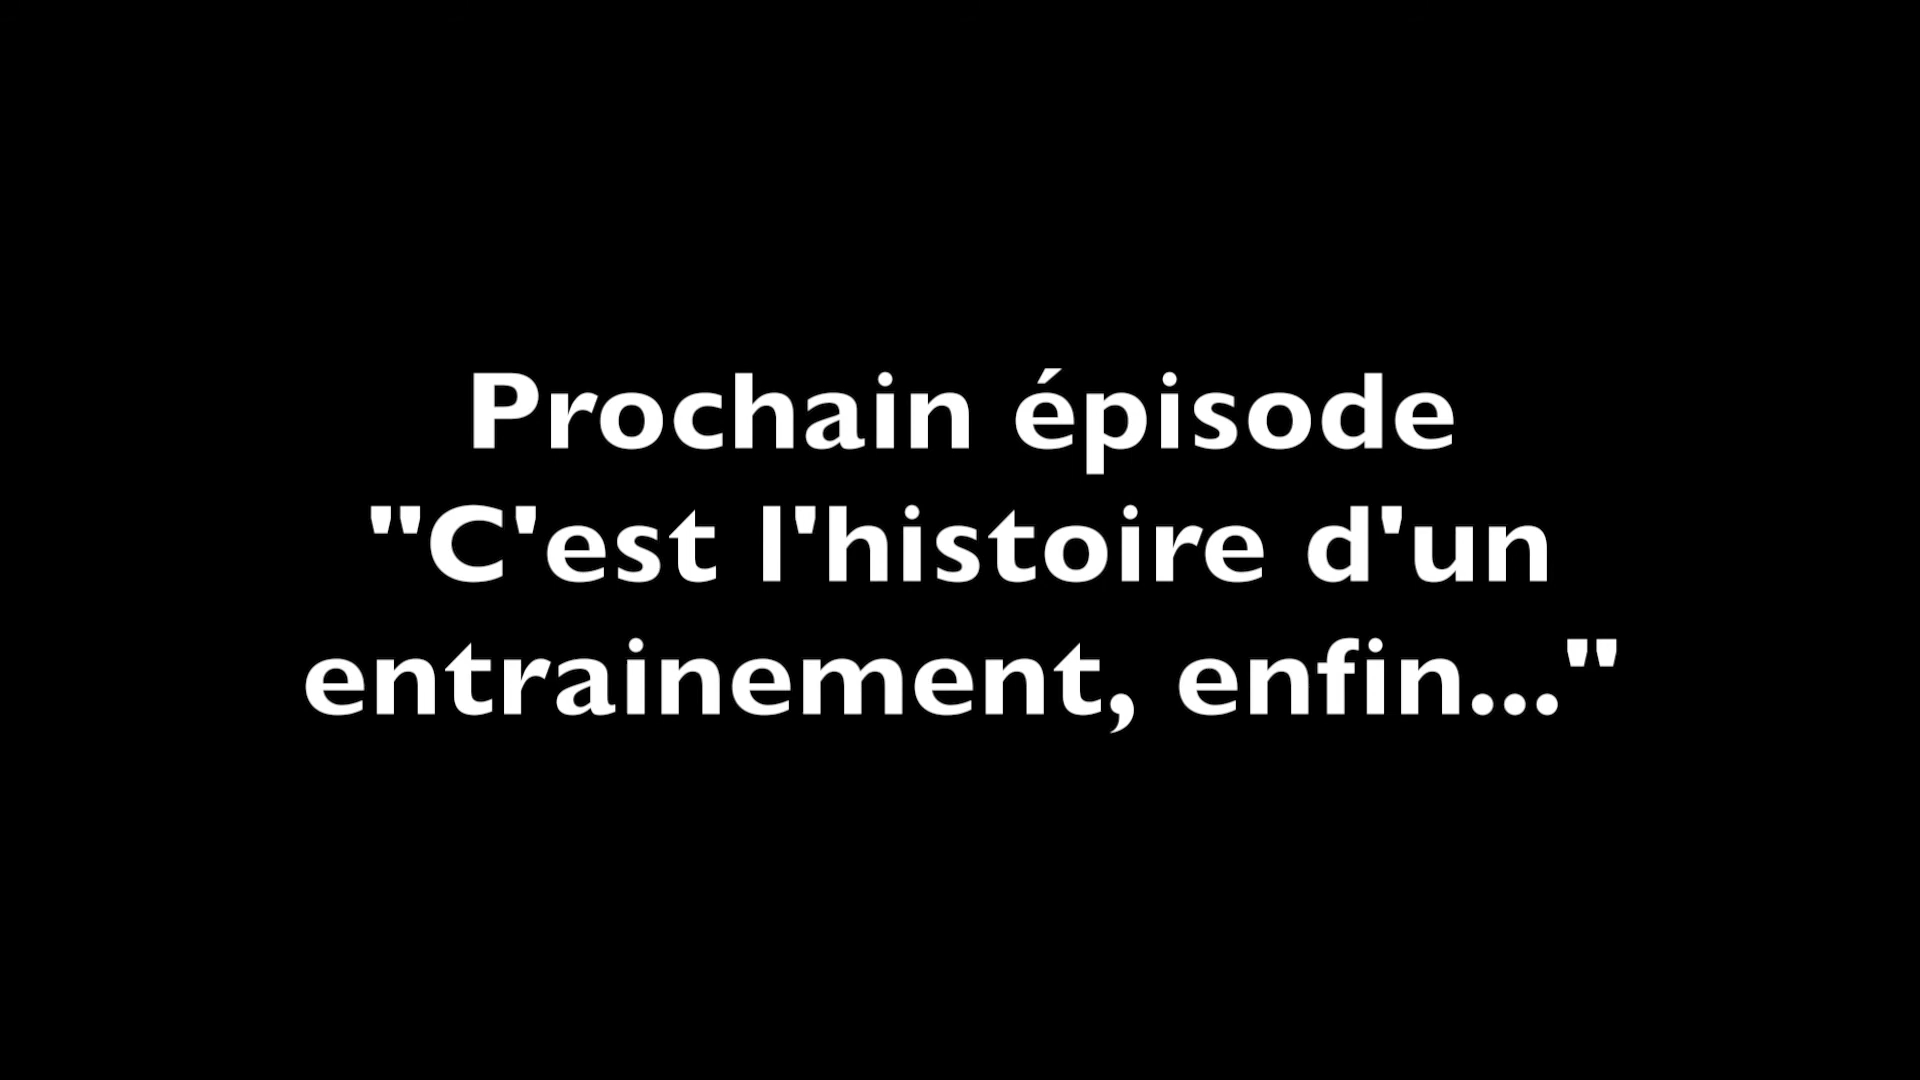 Prochain épisode
"C'est l'histoire d'un
entrainement, enfin..."